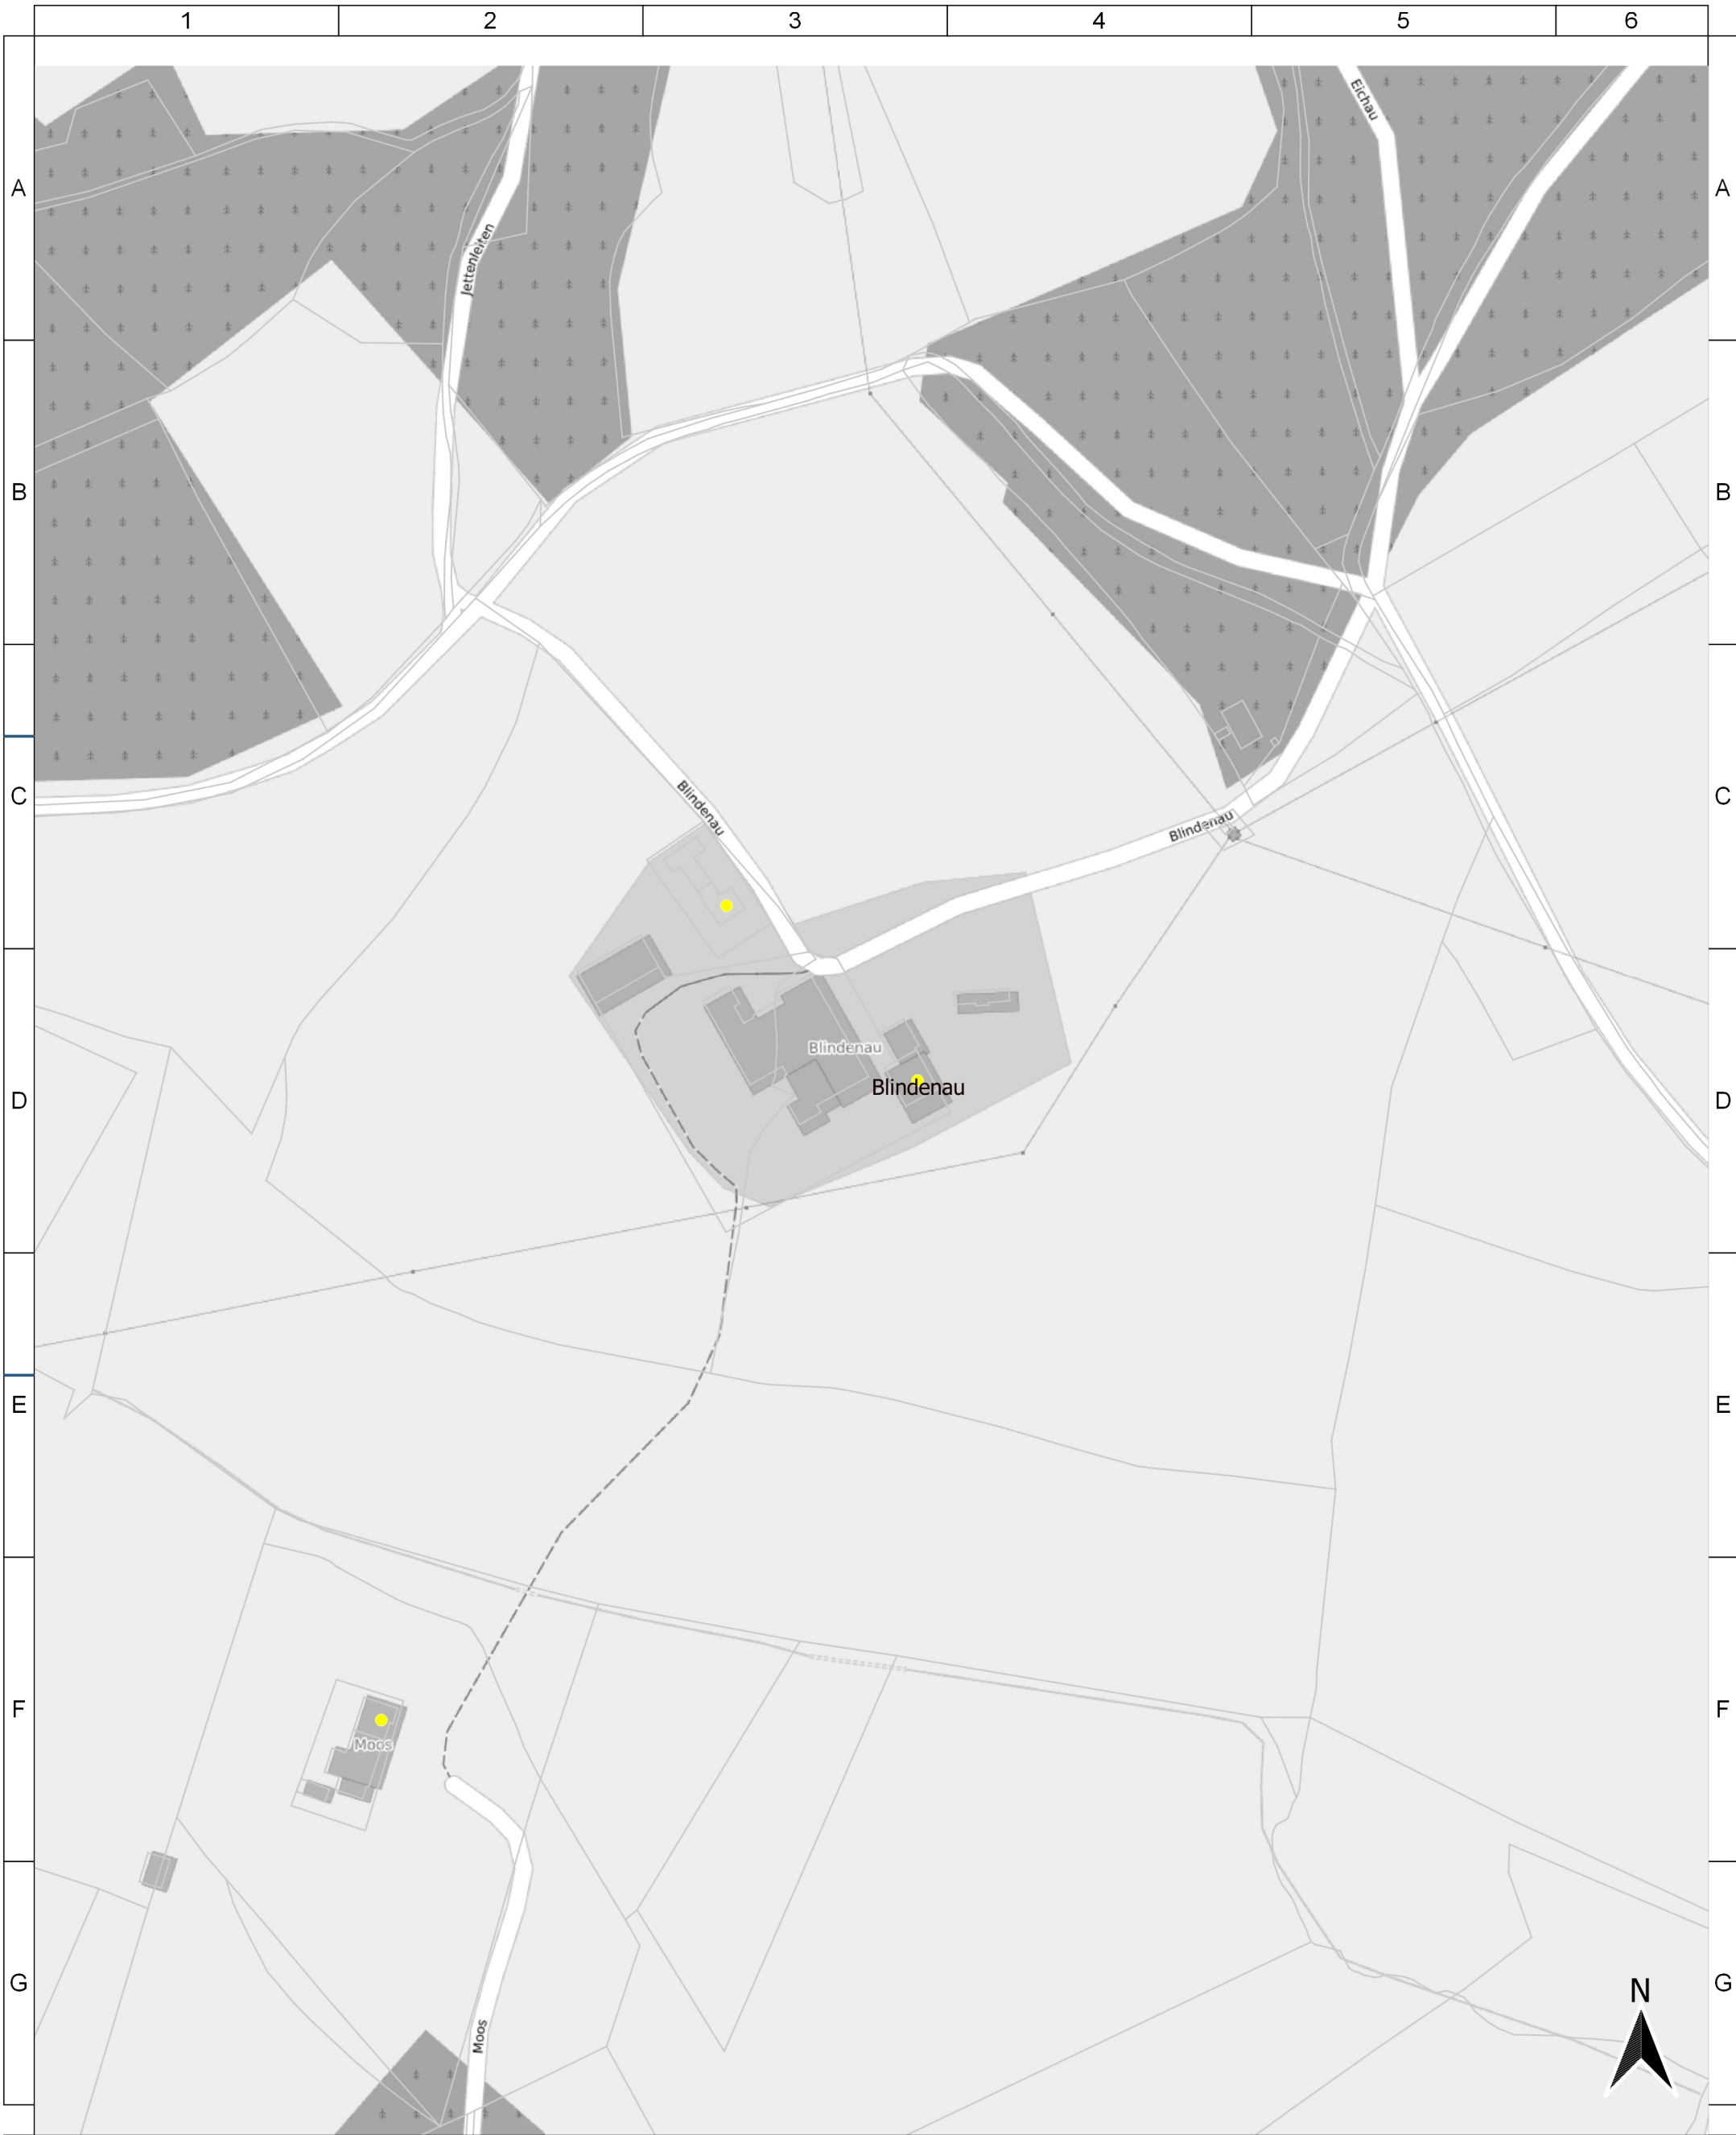 1 2 3 4 5 6
Eichau
A A
Jettenleiten
B B
Blindenau
C C
Blindenau
Blindenau
Blindenau
D D
E E
F F
Moos
N
G G
Moos